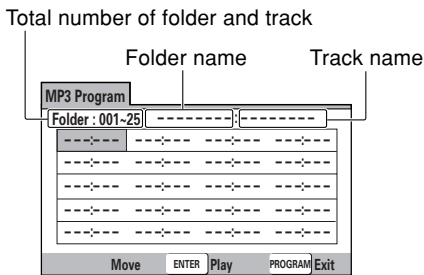 Total number of folder and track
Folder name Track name
MP3 Program
Folder : 001~25 ---------:---------
---:--- ---:--- ---:--- ---:---
---:--- ---:--- ---:--- ---:---
---:--- ---:--- ---:--- ---:---
---:--- ---:--- ---:--- ---:---
---:--- ---:--- ---:--- ---:---
Move ENTER Play PROGRAM Exit